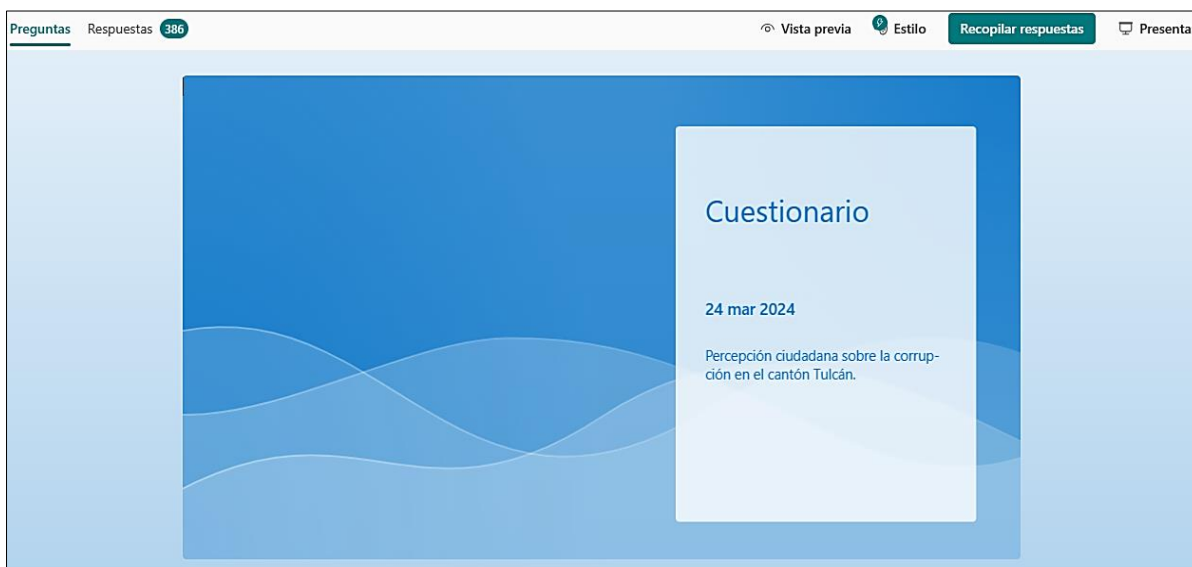 Preguntas Respuestas 386 Vista previa Estilo Recopilar respuestas Presenta
Cuestionario
24 mar 2024
Percepción ciudadana sobre la corrup-
ción en el cantón Tulcán.